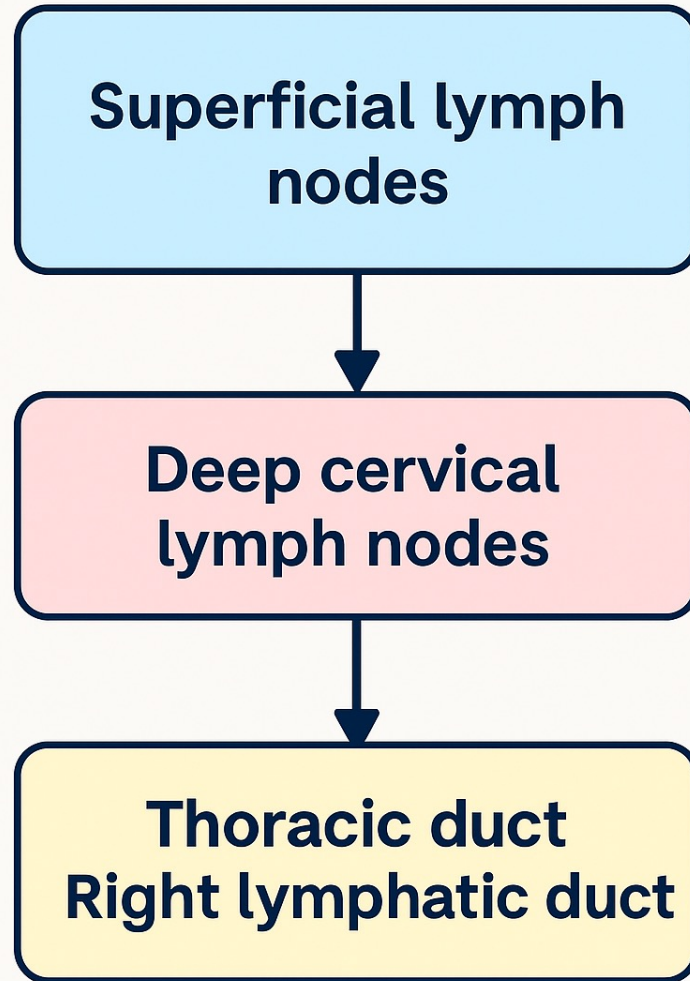 Superficial lymph
nodes
Deep cervical
lymph nodes
Thoracic duct
Right lymphatic duct